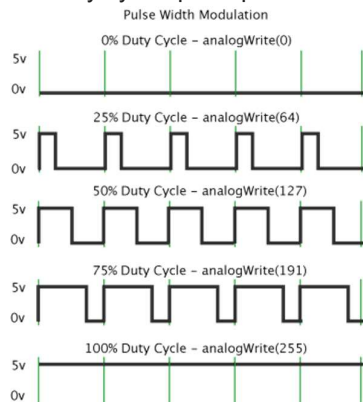 Pulse Width Modulation
0% Duty Cycle – analogWrite(0)
5v
0v
25% Duty Cycle – analogWrite(64)
5v
0v
50% Duty Cycle – analogWrite(127)
5v
0v
75% Duty Cycle – analogWrite(191)
5v
0v
100% Duty Cycle – analogWrite(255)
5v
0v